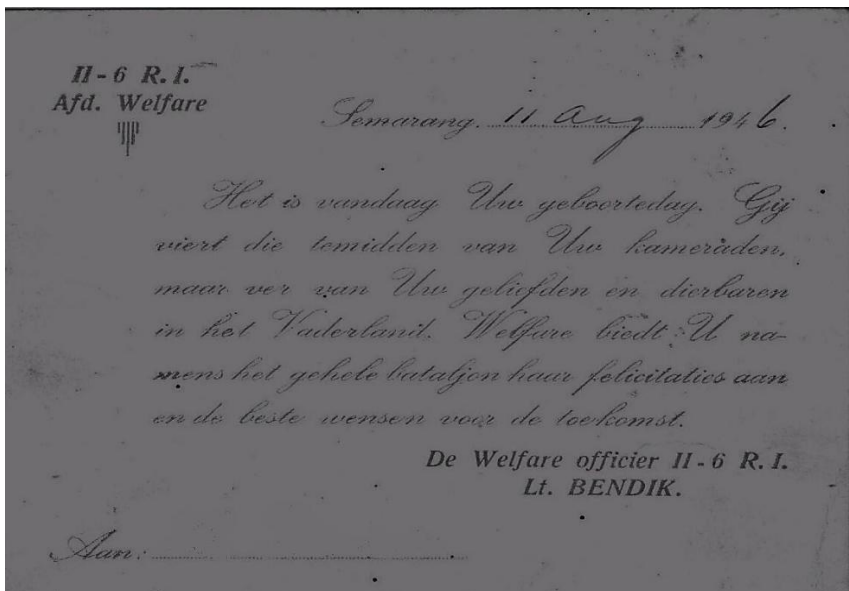 II - 6 R. I.
Afd. Welfare
Semarang, 11 Aug 1946.
Het is vandaag Uw geboortedag. Gij
viert die temidden van Uw kameraden,
maar ver van Uw geliefden en dierbaren
in het Vaderland. Welfare biedt U na-
mens het gehele bataljon haar felicitaties aan
en de beste wensen voor de toekomst.
De Welfare officier II - 6 R. I.
Lt. BENDIK.
Aan: